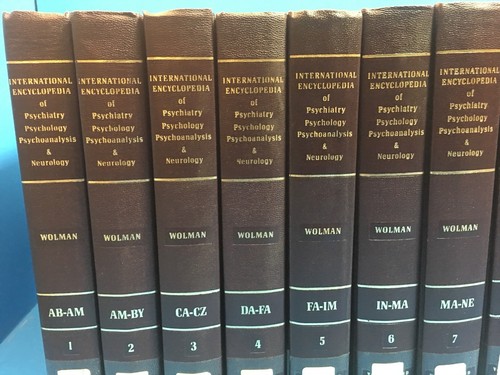 INTERNATIONAL
ENCYCLOPEDIA
of
Psychiatry
Psychology
Psychoanalysis
&
Neurology
WOLMAN
AB-AM
1
INTERNATIONAL
ENCYCLOPEDIA
of
Psychiatry
Psychology
Psychoanalysis
&
Neurology
WOLMAN
AM-BY
2
INTERNATIONAL
ENCYCLOPEDIA
of
Psychiatry
Psychology
Psychoanalysis
&
Neurology
WOLMAN
CA-CZ
3
INTERNATIONAL
ENCYCLOPEDIA
of
Psychiatry
Psychology
Psychoanalysis
&
Neurology
WOLMAN
DA-FA
4
INTERNATIONAL
ENCYCLOPEDIA
of
Psychiatry
Psychology
Psychoanalysis
&
Neurology
WOLMAN
FA-IM
5
INTERNATIONAL
ENCYCLOPEDIA
of
Psychiatry
Psychology
Psychoanalysis
&
Neurology
WOLMAN
IN-MA
6
INTERNATIONAL
ENCYCLOPEDIA
of
Psychiatry
Psychology
Psychoanalysis
&
Neurology
WOLMAN
MA-NE
7